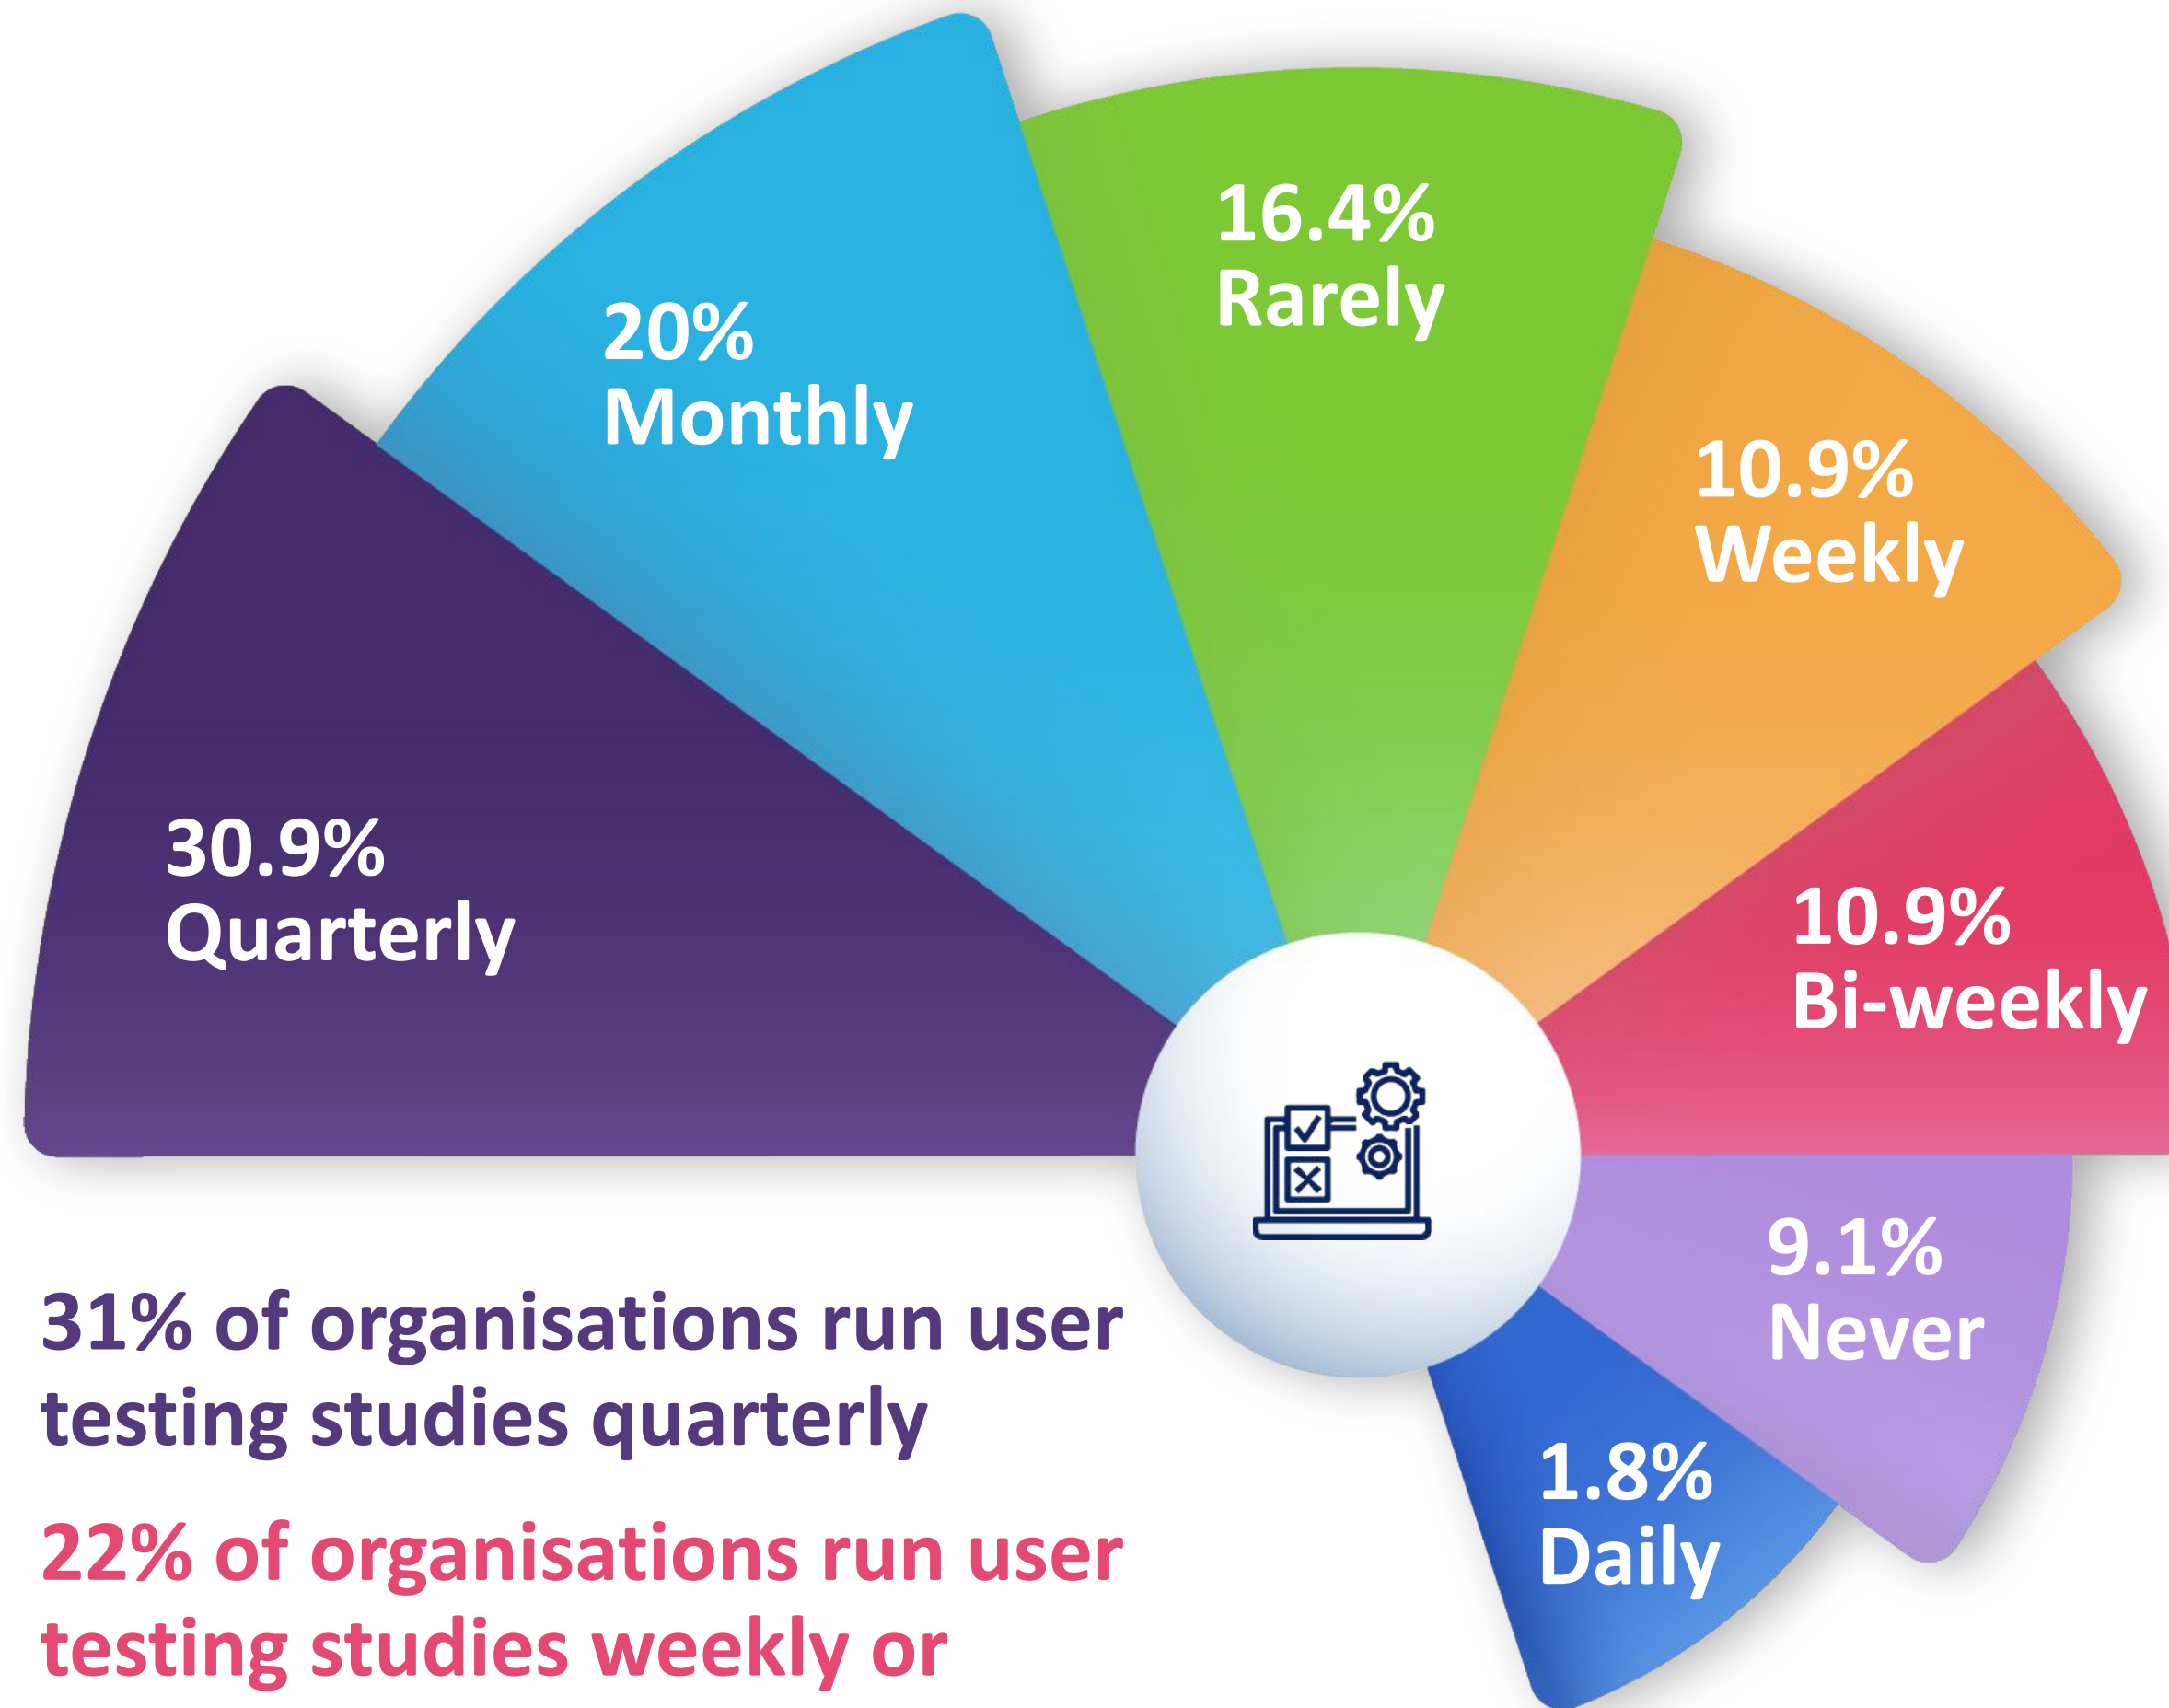 16.4%
Rarely
20%
Monthly
10.9%
Weekly
30.9%
Quarterly
10.9%
Bi-weekly
9.1%
Never
1.8%
Daily
31% of organisations run user
testing studies quarterly
22% of organisations run user
testing studies weekly or